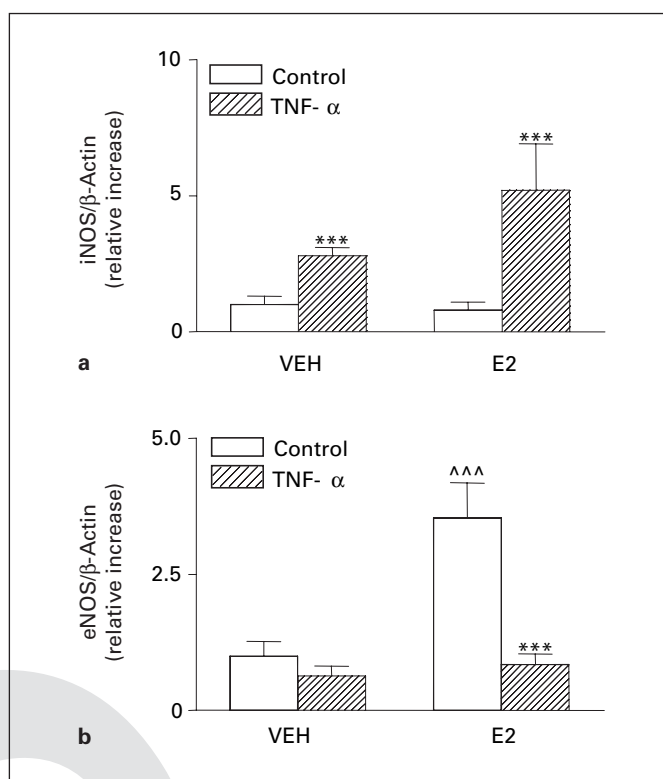 10
Control
TNF- α
***
5
***
iNOS/β-Actin
(relative increase)
0
a
VEH
E2
5.0
Control
TNF- α
^^^
2.5
***
eNOS/β-Actin
(relative increase)
0
b
VEH
E2